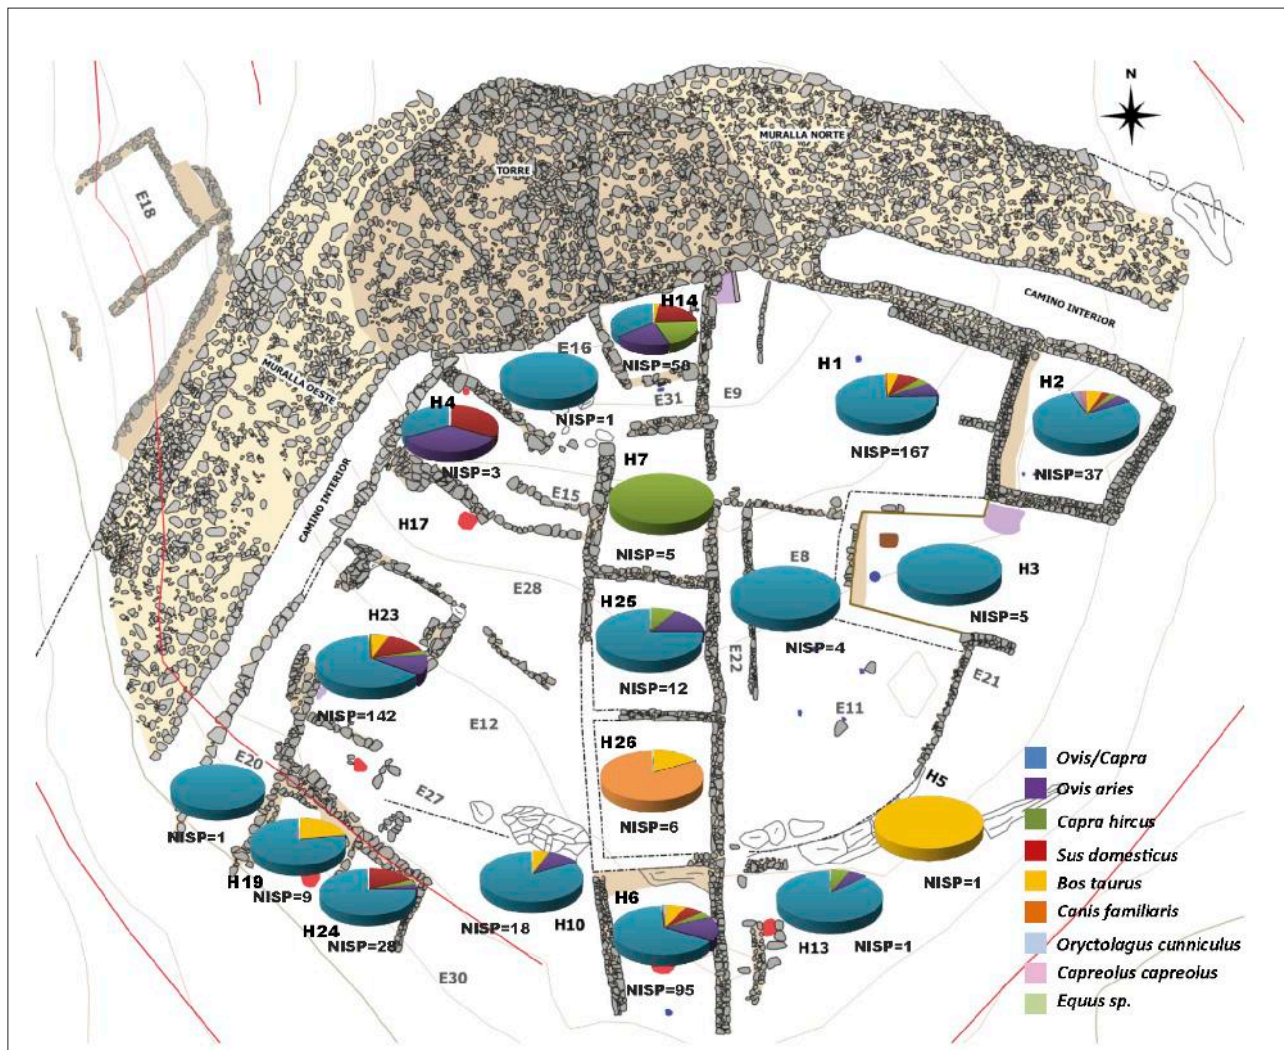 N
MURALLA NORTE
TORRE
E18
CAMINO INTERIOR
H14
E16
NISP=58
H1
H2
MURALLA OESTE
E31
E9
H4
NISP=1
NISP=167
NISP=37
NISP=3
H7
E15
CAMINO INTERIOR
H17
NISP=5
E8
H3
E28
H25
NISP=5
H23
NISP=4
E22
E21
NISP=12
NISP=142
E12
E11
H26
E20
Ovis/Capra
E27
H5
Ovis aries
NISP=1
NISP=6
Capra hircus
Sus domesticus
H19
NISP=1
Bos taurus
NISP=9
Canis familiaris
H6
H24
NISP=28
NISP=18
H10
H13
NISP=1
Oryctolagus cunniculus
E30
Capreolus capreolus
NISP=95
Equus sp.